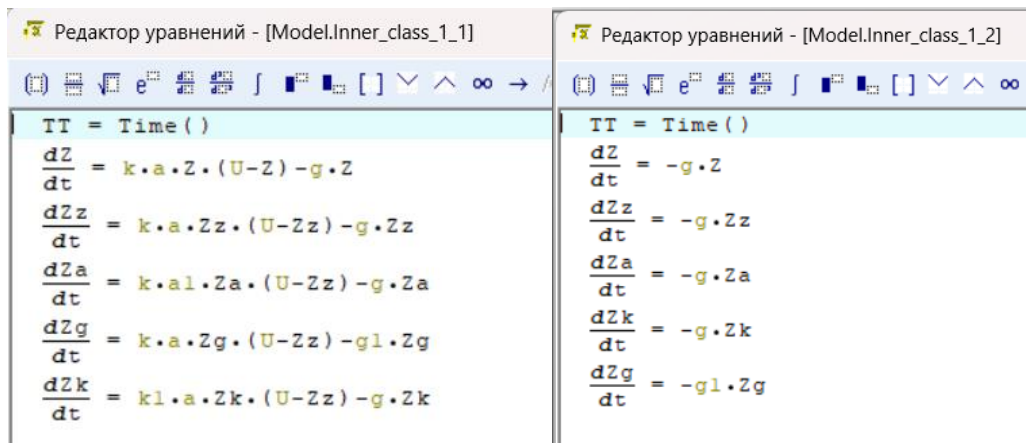 Редактор уравнений - [Model.Inner_class_1_1]
TT = Time()
dZ/dt = k·a·Z·(U-Z)-g·Z
dZz/dt = k·a·Zz·(U-Zz)-g·Zz
dZa/dt = k·a1·Za·(U-Zz)-g·Za
dZg/dt = k·a·Zg·(U-Zz)-g1·Zg
dZk/dt = k1·a·Zk·(U-Zz)-g·Zk
Редактор уравнений - [Model.Inner_class_1_2]
TT = Time()
dZ/dt = -g·Z
dZz/dt = -g·Zz
dZa/dt = -g·Za
dZk/dt = -g·Zk
dZg/dt = -g1·Zg